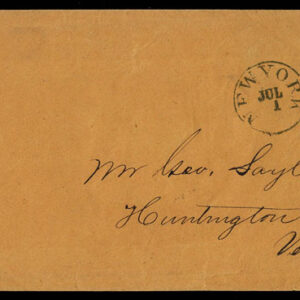 NEW YORK
JUL
1
Mr Geo. Sayl
Huntington